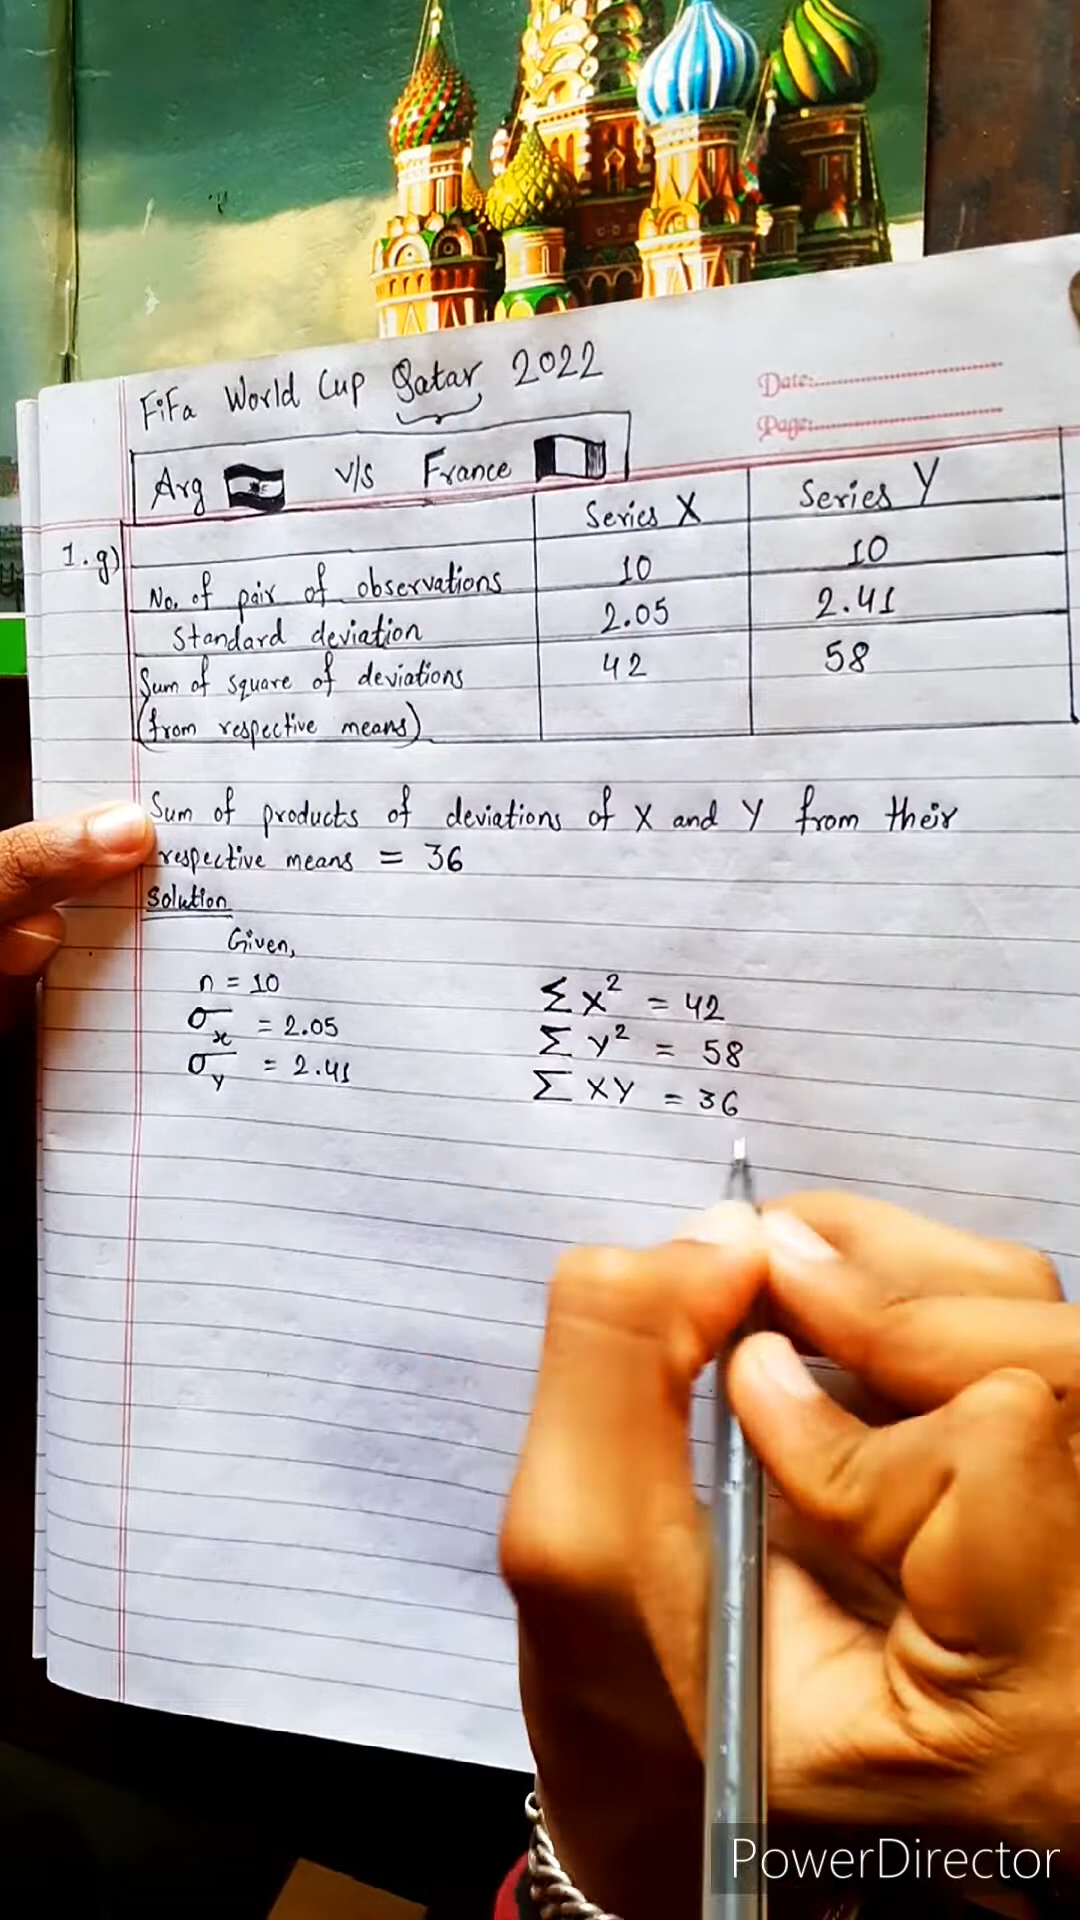 FiFa World Cup Qatar 2022
Date:
Page:
Arg v/s France
Series X Series Y
1.g)
No. of pair of observations 10 10
Standard deviation 2.05 2.41
Sum of square of deviations 42 58
(from respective means)
Sum of products of deviations of X and Y from their
respective means = 36
Solution
Given,
n = 10
σx = 2.05
σy = 2.41
Σ X² = 42
Σ Y² = 58
Σ XY = 36
PowerDirector